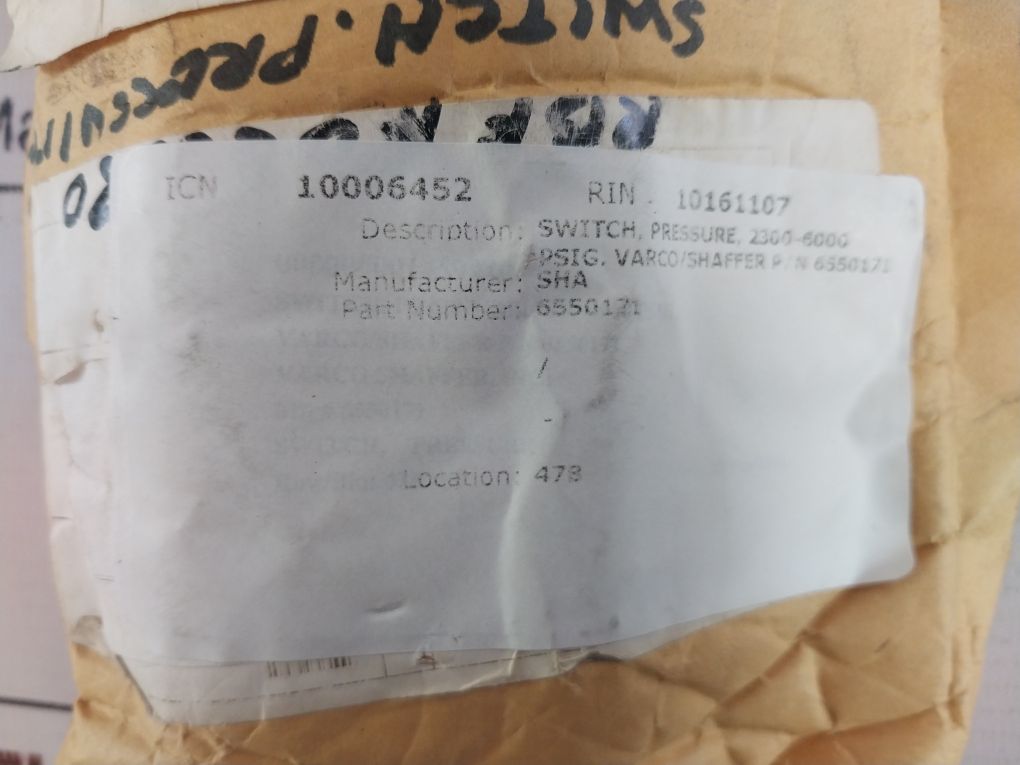 SWITCH. PRESSU
ICN 10006452 RIN. 10161107
Description: SWITCH, PRESSURE, 2300-6000
PSIG, VARCO/SHAFFER P/N 6550171
Manufacturer: SHA
Part Number: 6550171
/
-
Location: 478